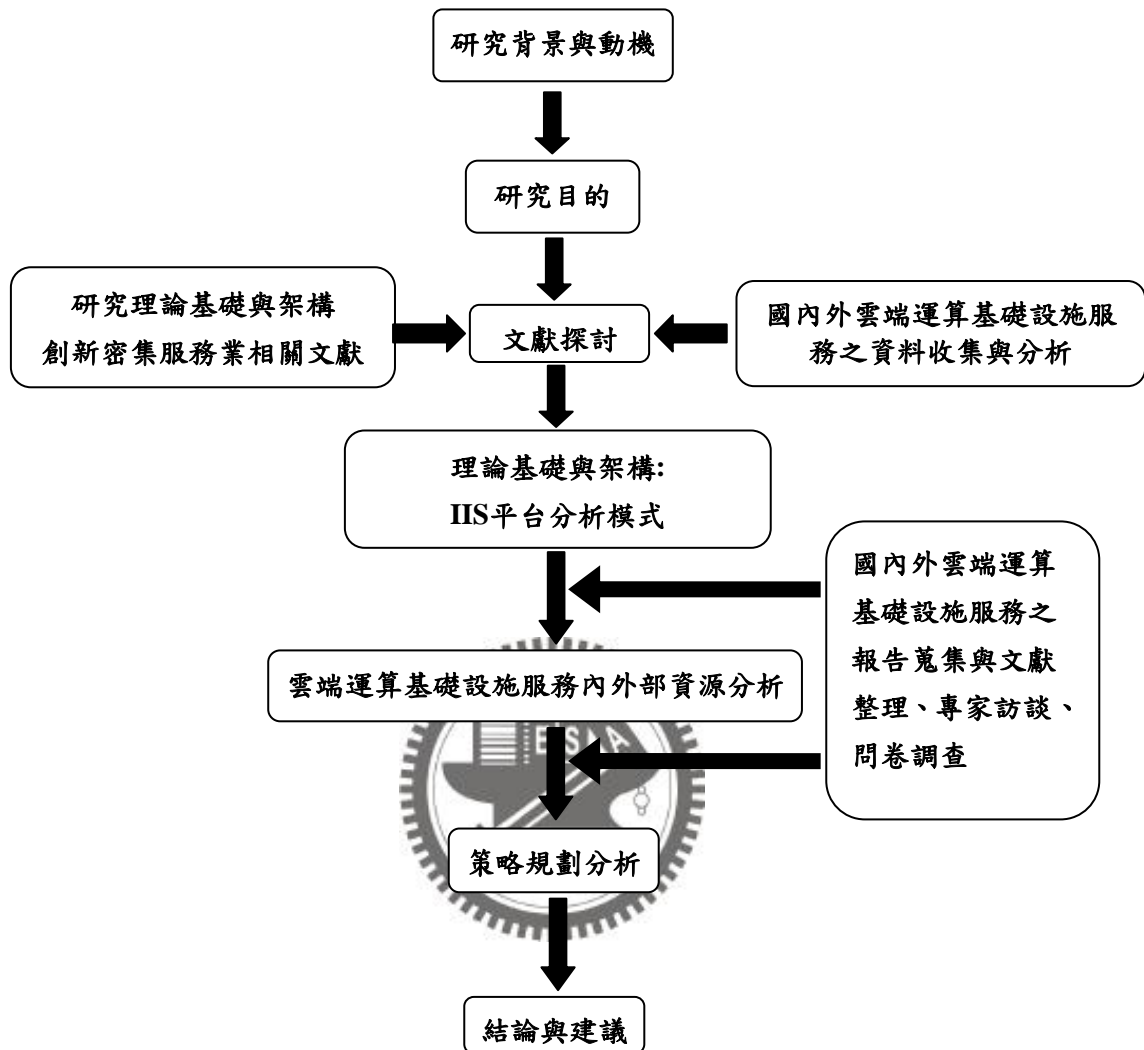 研究背景與動機
研究目的
研究理論基礎與架構
創新密集服務業相關文獻
文獻探討
國內外雲端運算基礎設施服
務之資料收集與分析
理論基礎與架構:
IIS平台分析模式
國內外雲端運算
基礎設施服務之
報告蒐集與文獻
整理、專家訪談、
問卷調查
雲端運算基礎設施服務內外部資源分析
E S A
策略規劃分析
結論與建議